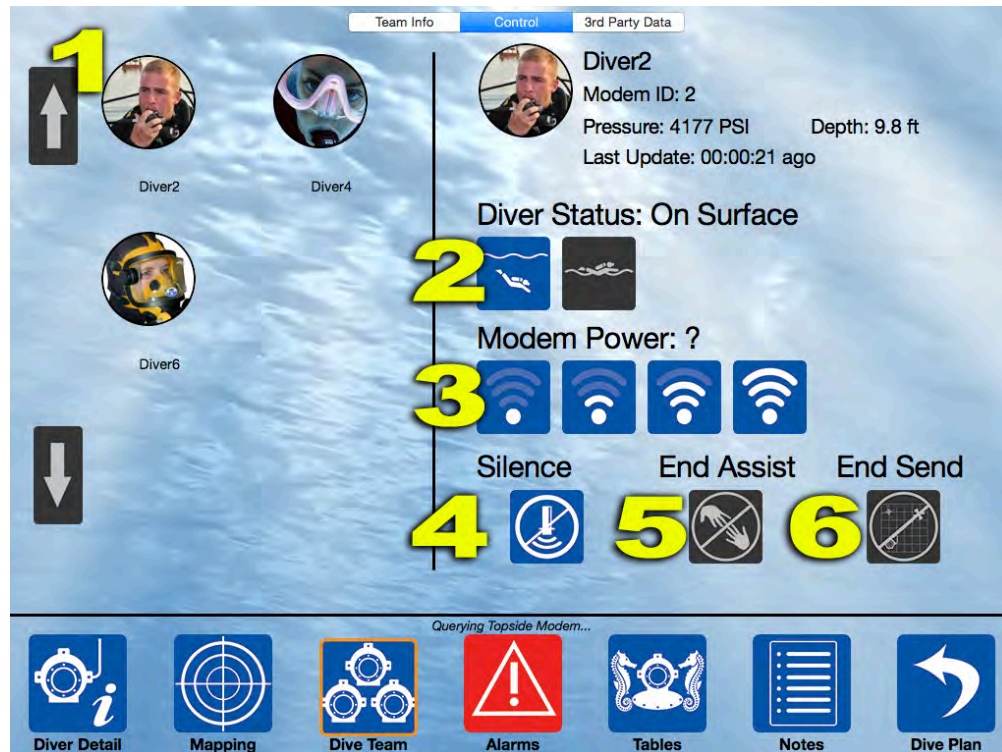 Team Info Control 3rd Party Data
1
Diver2 Diver4
Diver6
Diver2
Modem ID: 2
Pressure: 4177 PSI Depth: 9.8 ft
Last Update: 00:00:21 ago
Diver Status: On Surface
2
Modem Power: ?
3
Silence End Assist End Send
4 5 6
Querying Topside Modem...
i
Diver Detail Mapping Dive Team Alarms Tables Notes Dive Plan